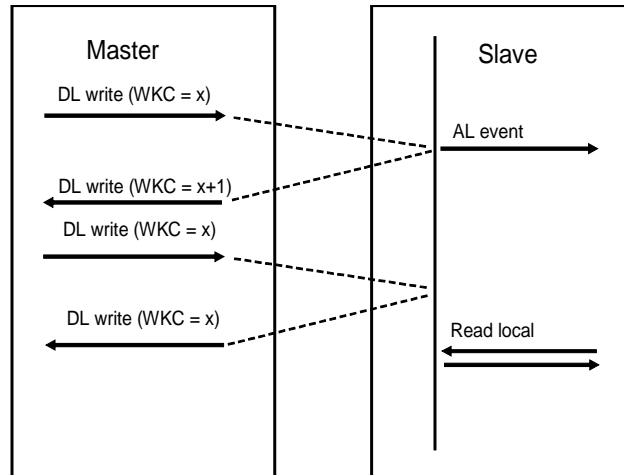 Master
Slave
DL write (WKC = x)
AL event
DL write (WKC = x+1)
DL write (WKC = x)
DL write (WKC = x)
Read local